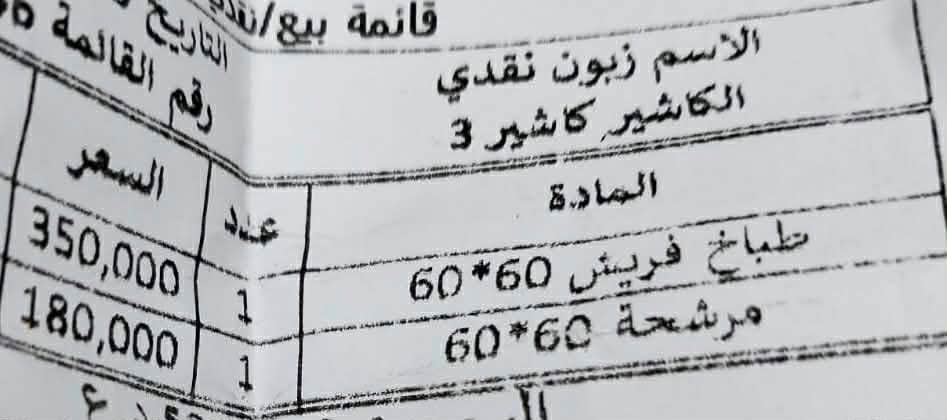 قائمة بيع/نقدي
التاريخ
الاسم زبون نقدي
رقم القائمة
الكاشير كاشير 3
المادة عدد السعر
طباخ فريش 60*60 1 350,000
مرشحة 60*60 1 180,000